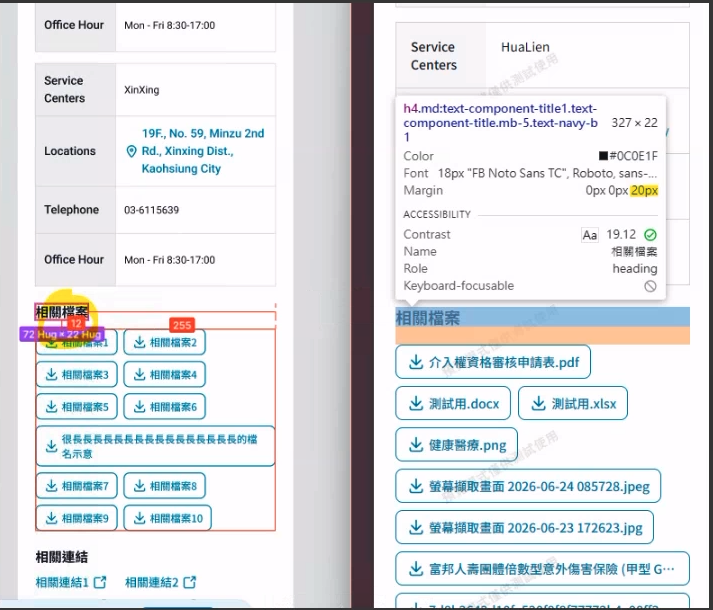 Office Hour
Mon - Fri 8:30-17:00
Service
Centers
XinXing
Locations
19F., No. 59, Minzu 2nd
Rd., Xinxing Dist.,
Kaohsiung City
Telephone
03-6115639
Office Hour
Mon - Fri 8:30-17:00
相關檔案
12
255
72 Hug × 22 Hug
相關檔案1
相關檔案2
相關檔案3
相關檔案4
相關檔案5
相關檔案6
很長長長長長長長長長長長長長長長長長的檔
名示意
相關檔案7
相關檔案8
相關檔案9
相關檔案10
相關連結
相關連結1
相關連結2
Service
Centers
HuaLien
h4.md:text-component-title1.text-
component-title.mb-5.text-navy-b
1
327 × 22
Color
#0C0E1F
Font
18px "FB Noto Sans TC", Roboto, sans-...
Margin
0px 0px 20px
ACCESSIBILITY
Contrast
Aa
19.12
Name
相關檔案
Role
heading
Keyboard-focusable
相關檔案
介入權資格審核申請表.pdf
測試用.docx
測試用.xlsx
健康醫療.png
螢幕擷取畫面 2026-06-24 085728.jpeg
螢幕擷取畫面 2026-06-23 172623.jpg
富邦人壽團體倍數型意外傷害保險 (甲型 G⋯